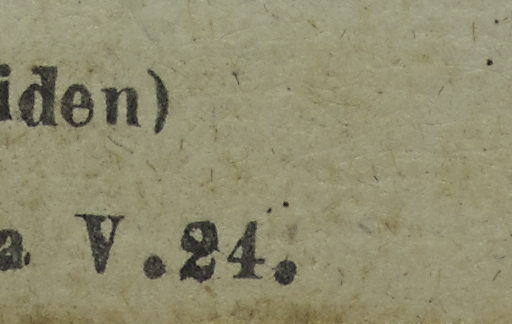 iden)
a V.24.